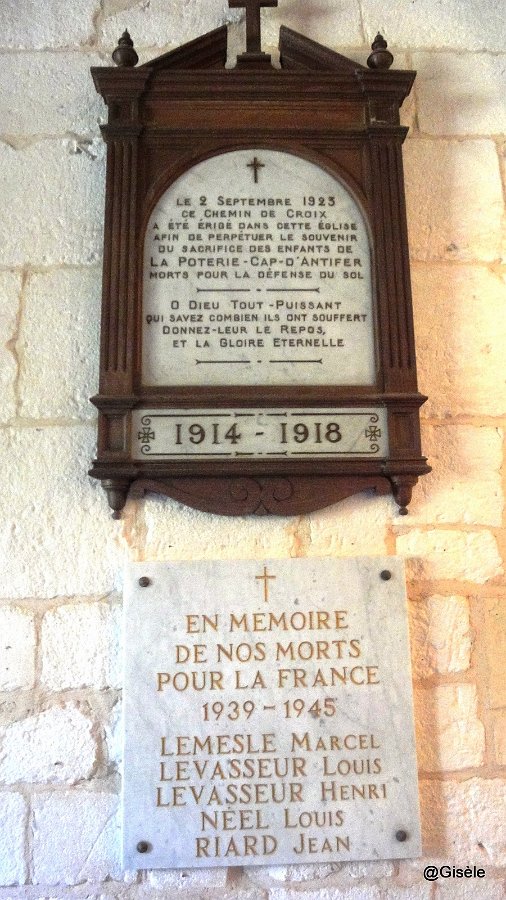 LE 2 SEPTEMBRE 1923
CE CHEMIN DE CROIX
A ÉTÉ ÉRIGÉ DANS CETTE ÉGLISE
AFIN DE PERPÉTUER LE SOUVENIR
DU SACRIFICE DES ENFANTS DE
LA POTERIE-CAP-D'ANTIFER
MORTS POUR LA DÉFENSE DU SOL
O DIEU TOUT-PUISSANT
QUI SAVEZ COMBIEN ILS ONT SOUFFERT
DONNEZ-LEUR LE REPOS,
ET LA GLOIRE ETERNELLE
1914 - 1918
EN MÉMOIRE
DE NOS MORTS
POUR LA FRANCE
1939 - 1945
LEMESLE MARCEL
LEVASSEUR LOUIS
LEVASSEUR HENRI
NÉEL LOUIS
RIARD JEAN
@Gisèle